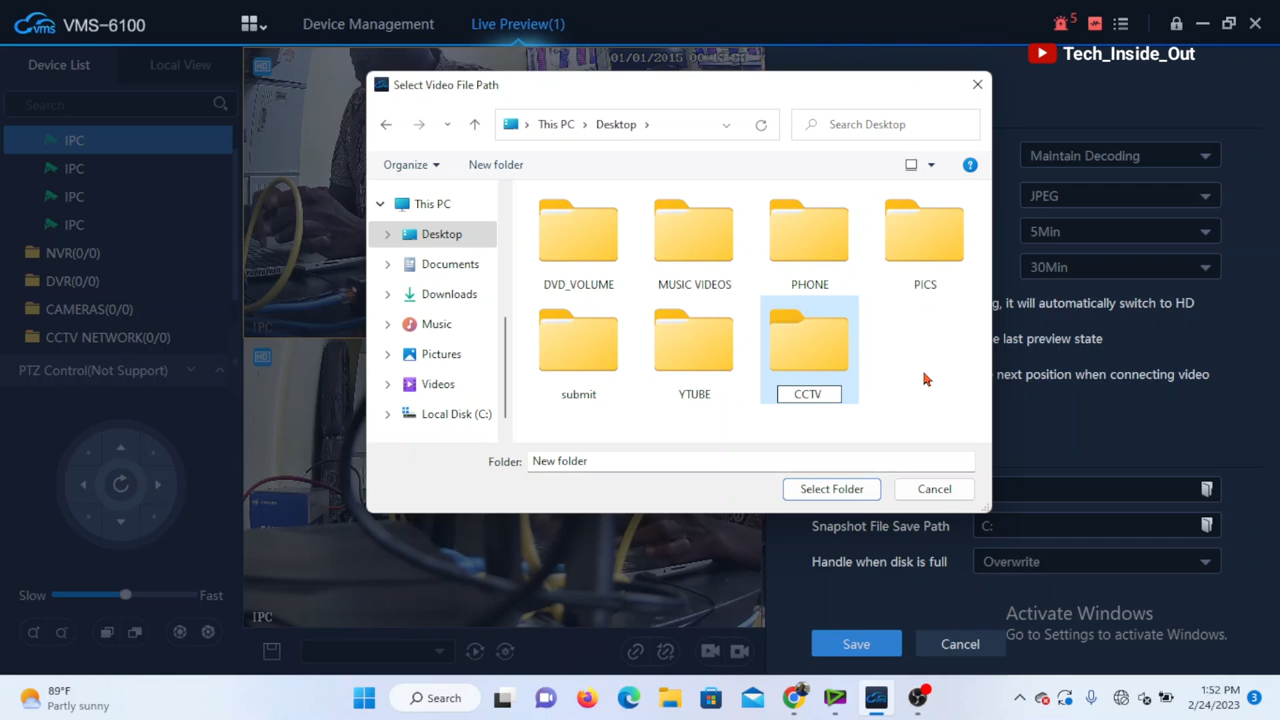 VMS-6100
Device Management
Live Preview(1)
5
Tech_Inside_Out
Device List
Local View
Search
IPC
IPC
IPC
IPC
NVR(0/0)
DVR(0/0)
CAMERAS(0/0)
CCTV NETWORK(0/0)
PTZ Control(Not Support)
Slow
Fast
HD
01/01/2015
IPC
HD
IPC
Select Video File Path
This PC
Desktop
Search Desktop
Organize
New folder
This PC
Desktop
Documents
Downloads
Music
Pictures
Videos
Local Disk (C:)
DVD_VOLUME
MUSIC VIDEOS
PHONE
PICS
submit
YTUBE
CCTV
Folder:
New folder
Select Folder
Cancel
Maintain Decoding
JPEG
5Min
30Min
ng, it will automatically switch to HD
e last preview state
next position when connecting video
Snapshot File Save Path
C:
Handle when disk is full
Overwrite
Save
Cancel
Activate Windows
Go to Settings to activate Windows.
89°F
Partly sunny
Search
1:52 PM
2/24/2023
3